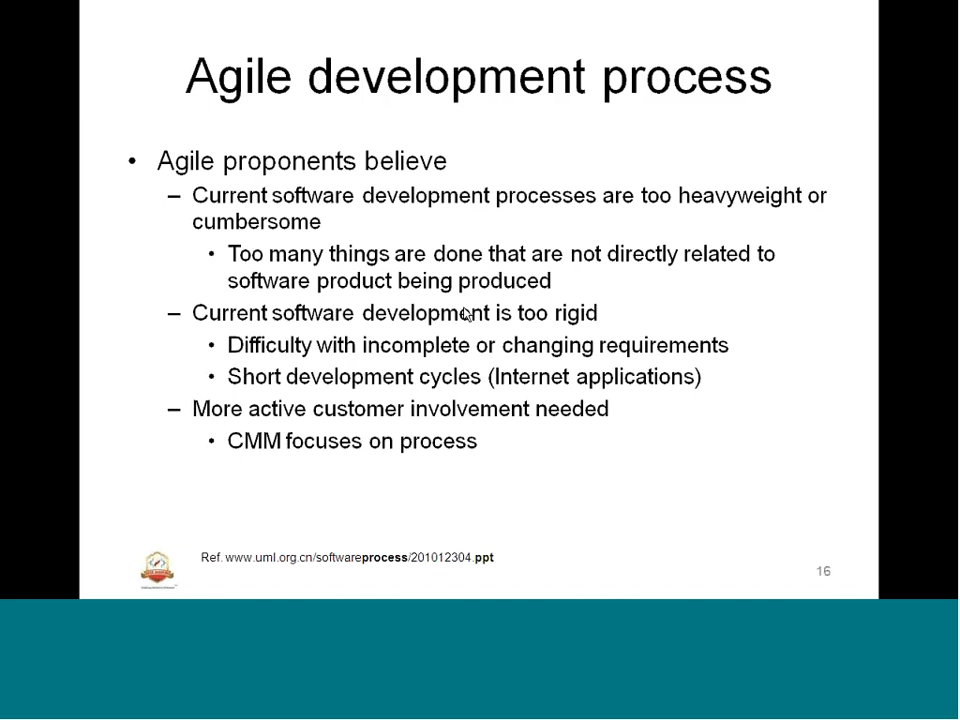 Agile development process
• Agile proponents believe
– Current software development processes are too heavyweight or
cumbersome
• Too many things are done that are not directly related to
software product being produced
– Current software development is too rigid
• Difficulty with incomplete or changing requirements
• Short development cycles (Internet applications)
– More active customer involvement needed
• CMM focuses on process
Ref. www.uml.org.cn/softwareprocess/201012304.ppt
16